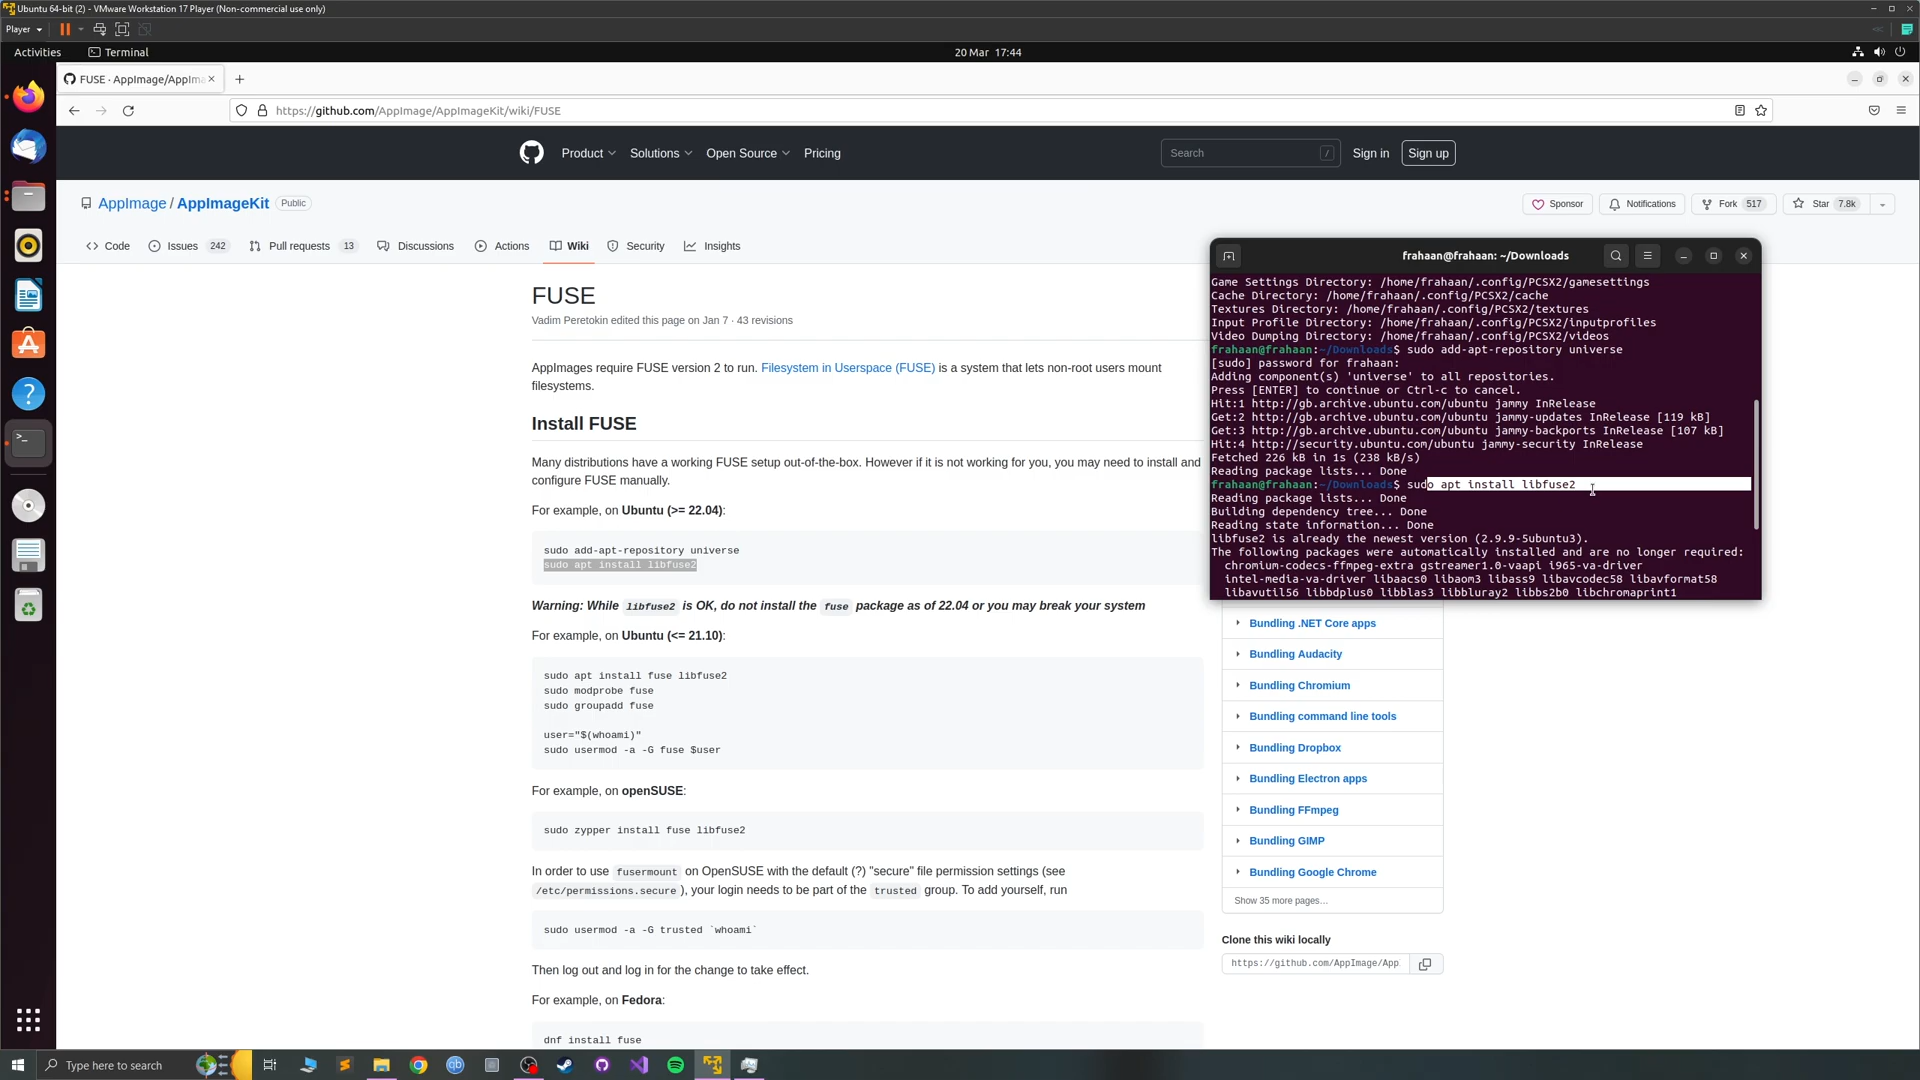 Ubuntu 64-bit (2) - VMware Workstation 17 Player (Non-commercial use only)
Player
Activities
Terminal
20 Mar 17:44
FUSE · AppImage/AppIma
https://github.com/AppImage/AppImageKit/wiki/FUSE
Product
Solutions
Open Source
Pricing
Search
/
Sign in
Sign up
AppImage / AppImageKit
Public
Sponsor
Notifications
Fork 517
Star 7.8k
Code
Issues 242
Pull requests 13
Discussions
Actions
Wiki
Security
Insights
FUSE
Vadim Peretokin edited this page on Jan 7 · 43 revisions
AppImages require FUSE version 2 to run. Filesystem in Userspace (FUSE) is a system that lets non-root users mount
filesystems.
Install FUSE
Many distributions have a working FUSE setup out-of-the-box. However if it is not working for you, you may need to install and
configure FUSE manually.
For example, on Ubuntu (>= 22.04):
sudo add-apt-repository universe
sudo apt install libfuse2
Warning: While libfuse2 is OK, do not install the fuse package as of 22.04 or you may break your system
For example, on Ubuntu (<= 21.10):
sudo apt install fuse libfuse2
sudo modprobe fuse
sudo groupadd fuse
user="$(whoami)"
sudo usermod -a -G fuse $user
For example, on openSUSE:
sudo zypper install fuse libfuse2
In order to use fusermount on OpenSUSE with the default (?) "secure" file permission settings (see
/etc/permissions.secure), your login needs to be part of the trusted group. To add yourself, run
sudo usermod -a -G trusted `whoami`
Then log out and log in for the change to take effect.
For example, on Fedora:
dnf install fuse
frahaan@frahaan: ~/Downloads
Game Settings Directory: /home/frahaan/.config/PCSX2/gamesettings
Cache Directory: /home/frahaan/.config/PCSX2/cache
Textures Directory: /home/frahaan/.config/PCSX2/textures
Input Profile Directory: /home/frahaan/.config/PCSX2/inputprofiles
Video Dumping Directory: /home/frahaan/.config/PCSX2/videos
frahaan@frahaan:~/Downloads$ sudo add-apt-repository universe
[sudo] password for frahaan:
Adding component(s) 'universe' to all repositories.
Press [ENTER] to continue or Ctrl-c to cancel.
Hit:1 http://gb.archive.ubuntu.com/ubuntu jammy InRelease
Get:2 http://gb.archive.ubuntu.com/ubuntu jammy-updates InRelease [119 kB]
Get:3 http://gb.archive.ubuntu.com/ubuntu jammy-backports InRelease [107 kB]
Hit:4 http://security.ubuntu.com/ubuntu jammy-security InRelease
Fetched 226 kB in 1s (238 kB/s)
Reading package lists... Done
frahaan@frahaan:~/Downloads$ sudo apt install libfuse2
Reading package lists... Done
Building dependency tree... Done
Reading state information... Done
libfuse2 is already the newest version (2.9.9-5ubuntu3).
The following packages were automatically installed and are no longer required:
chromium-codecs-ffmpeg-extra gstreamer1.0-vaapi i965-va-driver
intel-media-va-driver libaacs0 libaom3 libass9 libavcodec58 libavformat58
libavutil56 libbdplus0 libblas3 libbluray2 libbs2b0 libchromaprint1
Bundling .NET Core apps
Bundling Audacity
Bundling Chromium
Bundling command line tools
Bundling Dropbox
Bundling Electron apps
Bundling FFmpeg
Bundling GIMP
Bundling Google Chrome
Show 35 more pages…
Clone this wiki locally
https://github.com/AppImage/App
Type here to search
qb